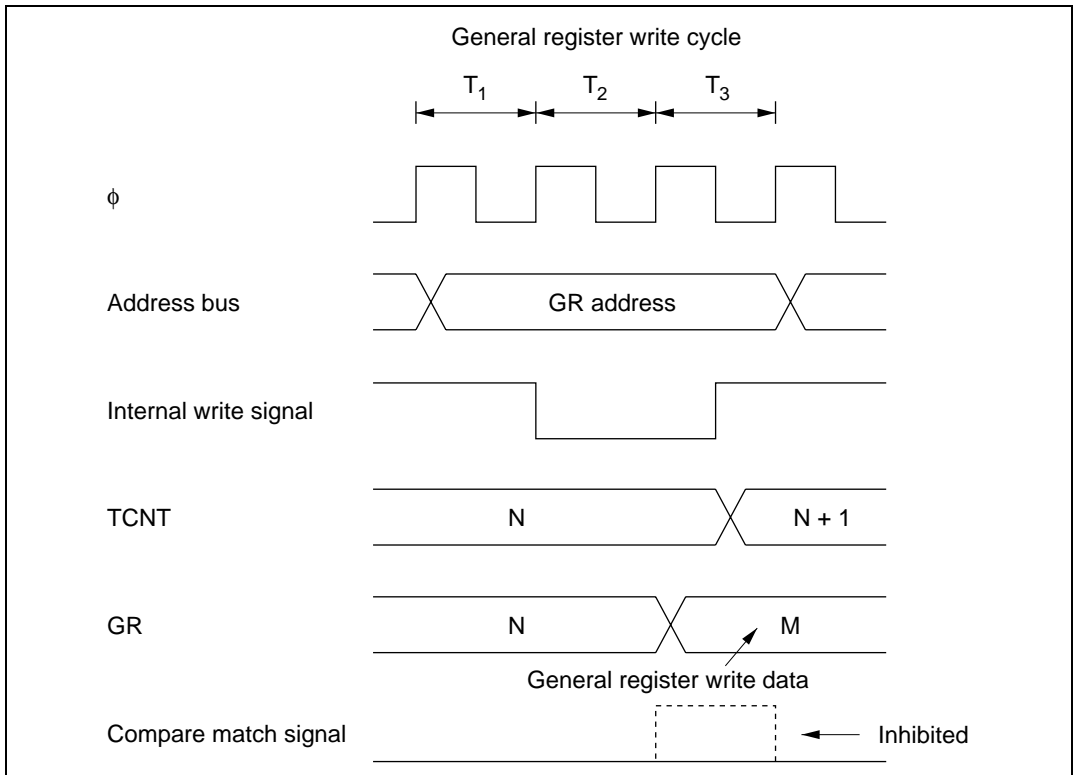 General register write cycle
T1 T2 T3
φ
Address bus GR address
Internal write signal
TCNT N N + 1
GR N M
General register write data
Compare match signal Inhibited